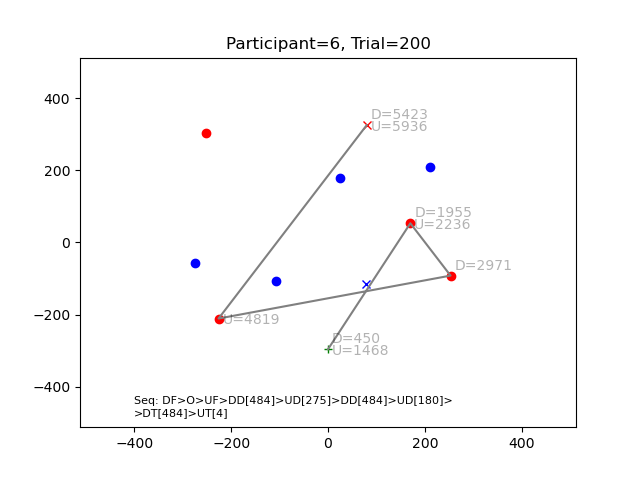 Participant=6, Trial=200
400
200
0
−200
−400
D=5423
U=5936
D=1955
U=2236
D=2971
U=4819
D=450
U=1468
Seq: DF>O>UF>DD[484]>UD[275]>DD[484]>UD[180]>
>DT[484]>UT[4]
−400 −200 0 200 400